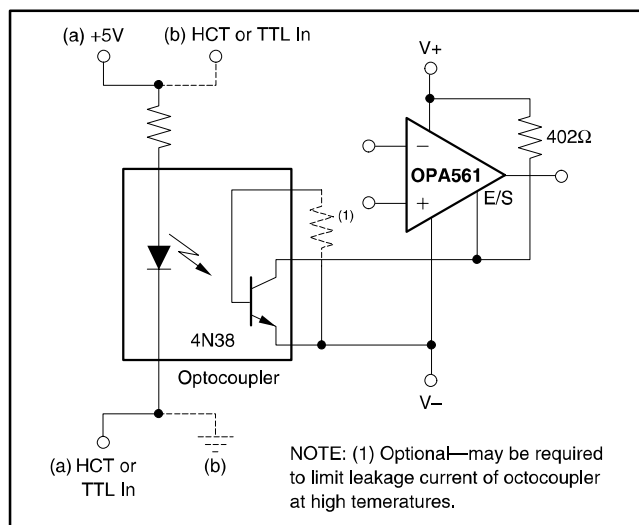 (a) +5V
(b) HCT or TTL In
V+
402Ω
−
OPA561
+
E/S
(1)
4N38
Optocoupler
V−
(a) HCT or
TTL In
(b)
NOTE: (1) Optional—may be required
to limit leakage current of octocoupler
at high temeratures.